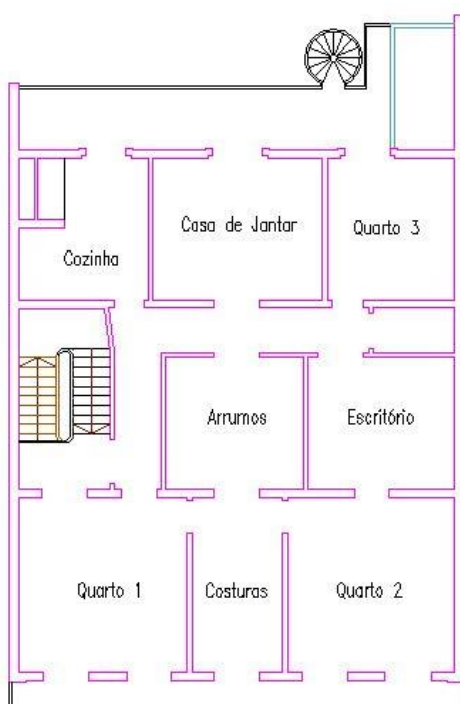 Casa de Jantar
Quarto 3
Cozinha
Arrumos
Escritório
Quarto 1
Costuras
Quarto 2